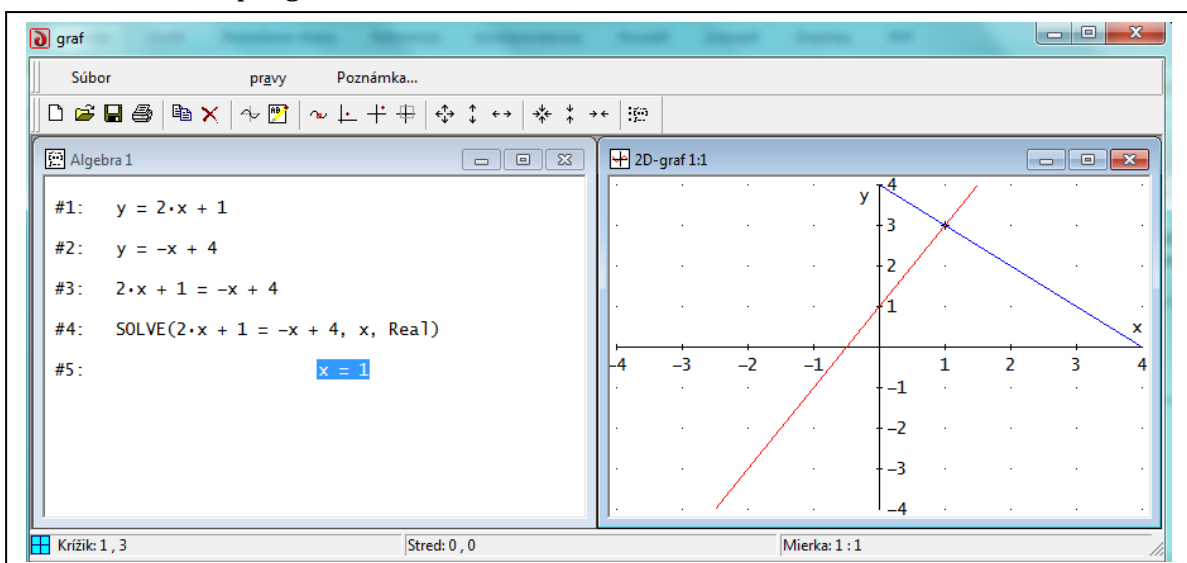 graf
Súbor pravy Poznámka...
Algebra 1
#1: y = 2·x + 1
#2: y = −x + 4
#3: 2·x + 1 = −x + 4
#4: SOLVE(2·x + 1 = −x + 4, x, Real)
#5: x = 1
2D-graf 1:1
y
4
3
2
1
x
−4 −3 −2 −1 1 2 3 4
−1
−2
−3
−4
Krížik: 1 , 3 Stred: 0 , 0 Mierka: 1 : 1